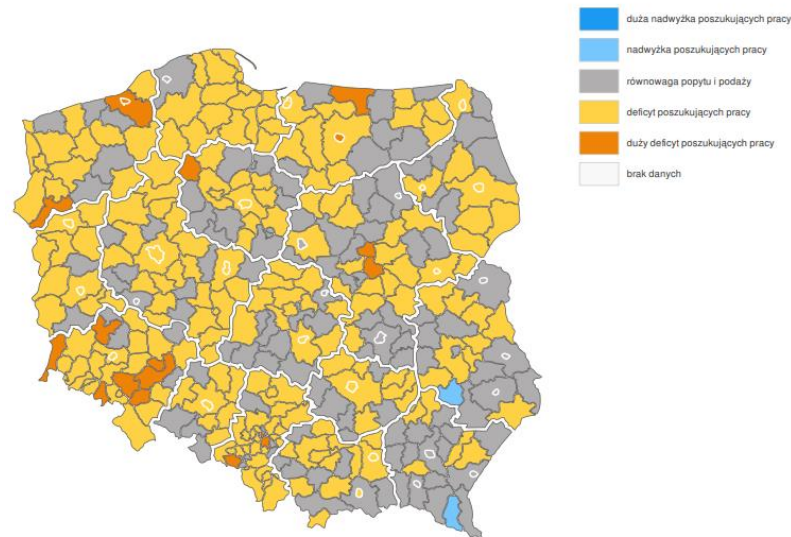 duża nadwyżka poszukujących pracy
nadwyżka poszukujących pracy
równowaga popytu i podaży
deficyt poszukujących pracy
duży deficyt poszukujących pracy
brak danych